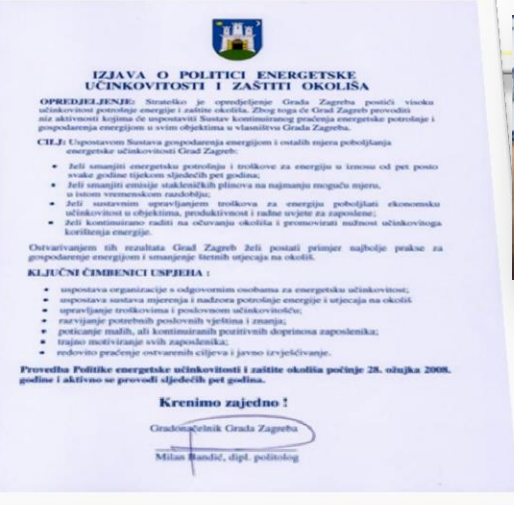 IZJAVA O POLITICI ENERGETSKE
UČINKOVITOSTI I ZAŠTITI OKOLIŠA
OPREDJELJENJE: Strateško je opredjeljenje Grada Zagreba postići visoku
učinkovitost potrošnje energije i zaštite okoliša. Zbog toga će Grad Zagreb provoditi
niz aktivnosti kojima će uspostaviti Sustav kontinuiranog praćenja energetske potrošnje i
gospodarenja energijom u svim objektima u vlasništvu Grada Zagreba.
CILJ: Uspostavom Sustava gospodarenja energijom i ostalih mjera poboljšanja
energetske učinkovitosti Grad Zagreb:
• želi smanjiti energetsku potrošnju i troškove za energiju u iznosu od pet posto
svake godine tijekom sljedećih pet godina;
• želi smanjiti emisije stakleničkih plinova na najmanju moguću mjeru,
u istom vremenskom razdoblju;
• želi sustavnim upravljanjem troškova za energiju poboljšati ekonomsku
učinkovitost u objektima, produktivnost i radne uvjete za zaposlene;
• želi kontinuirano raditi na očuvanju okoliša i promovirati nužnost učinkovitoga
korištenja energije.
Ostvarivanjem tih rezultata Grad Zagreb želi postati primjer najbolje prakse za
gospodarenje energijom i smanjenje štetnih utjecaja na okoliš.
KLJUČNI ČIMBENICI USPJEHA :
• uspostava organizacije s odgovornim osobama za energetsku učinkovitost;
• uspostava sustava mjerenja i nadzora potrošnje energije i utjecaja na okoliš
• upravljanje troškovima i poslovnom učinkovitošću;
• razvijanje potrebnih poslovnih vještina i znanja;
• poticanje malih, ali kontinuiranih pozitivnih doprinosa zaposlenika;
• trajno motiviranje svih zaposlenika;
• redovito praćenje ostvarenih ciljeva i javno izvješćivanje.
Provedba Politike energetske učinkovitosti i zaštite okoliša počinje 28. ožujka 2008.
godine i aktivno se provodi sljedećih pet godina.
Krenimo zajedno !
Gradonačelnik Grada Zagreba
Milan Bandić, dipl. politolog